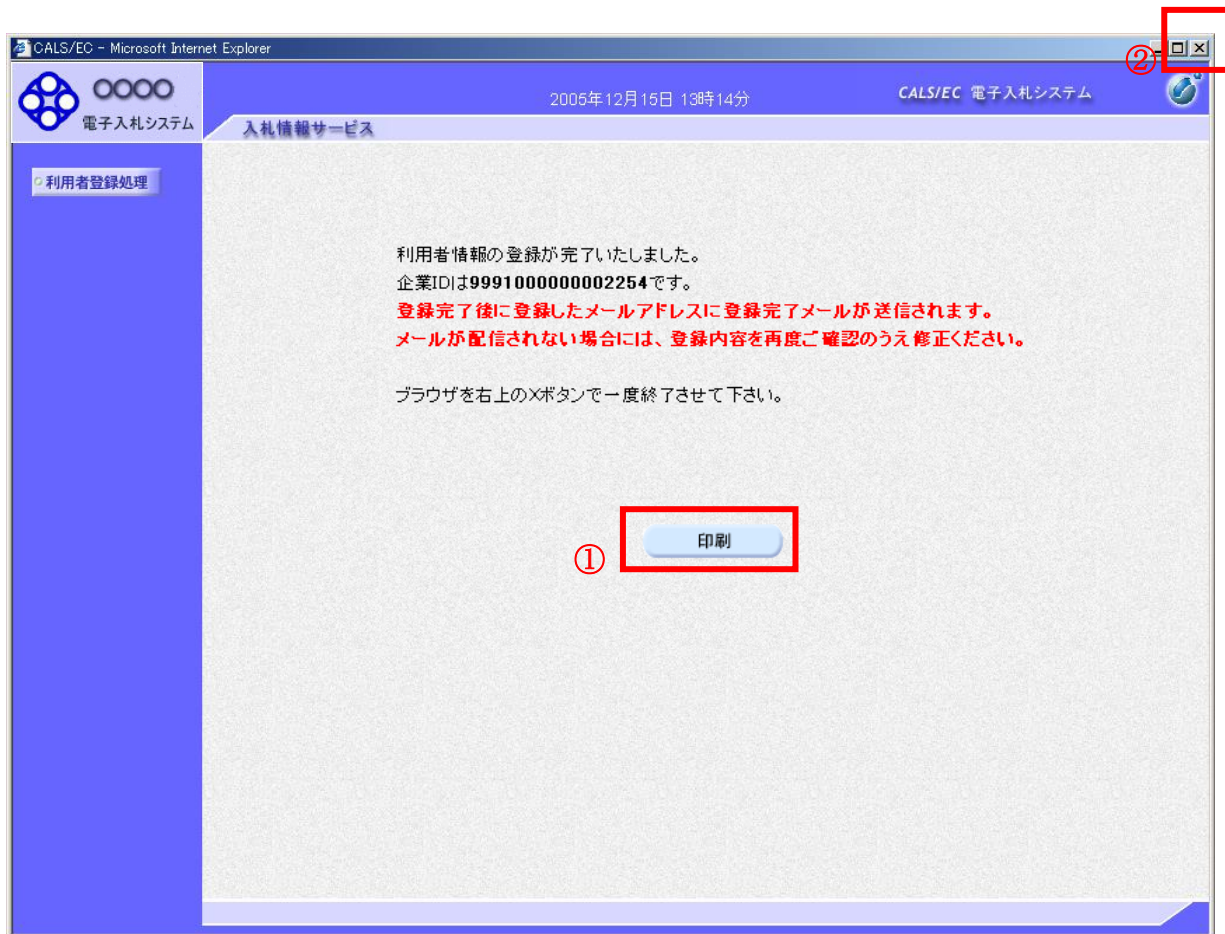 CALS/EC - Microsoft Internet Explorer
②
○○○○
電子入札システム
2005年12月15日 13時14分
CALS/EC 電子入札システム
入札情報サービス
利用者登録処理
利用者情報の登録が完了いたしました。
企業IDは9991000000002254です。
登録完了後に登録したメールアドレスに登録完了メールが送信されます。
メールが配信されない場合には、登録内容を再度ご確認のうえ修正ください。
ブラウザを右上の×ボタンで一度終了させて下さい。
印刷
①